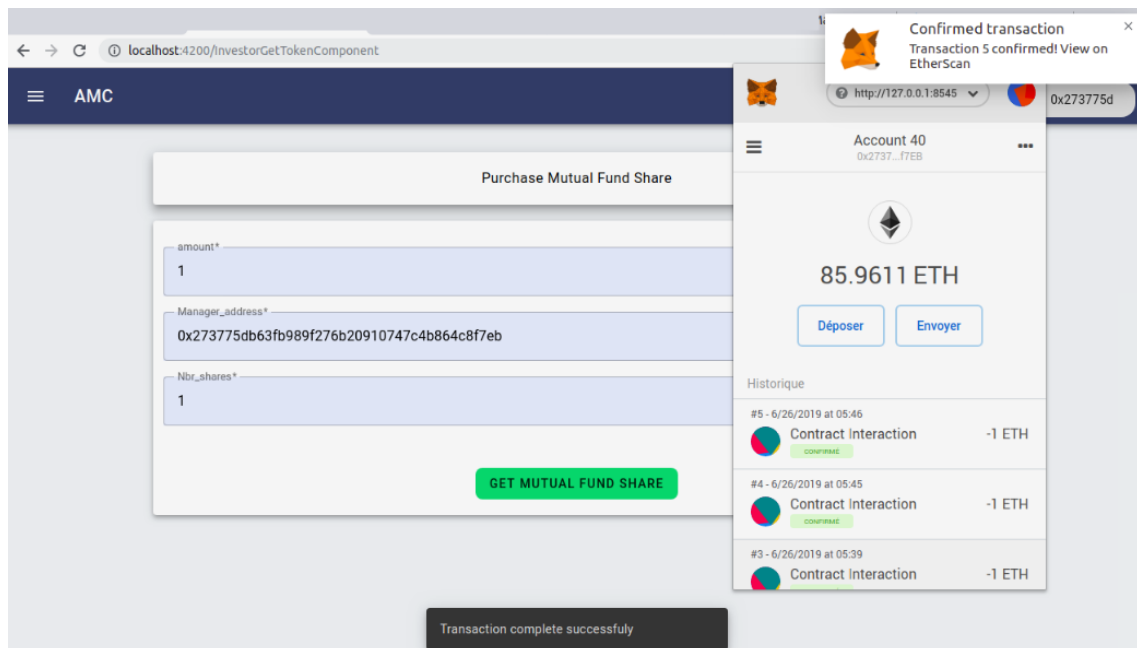 Confirmed transaction
Transaction 5 confirmed! View on
EtherScan
localhost:4200/InvestorGetTokenComponent
AMC
http://127.0.0.1:8545
0x273775d
Account 40
0x2737...f7EB
Purchase Mutual Fund Share
amount*
1
Manager_address*
0x273775db63fb989f276b20910747c4b864c8f7eb
Nbr_shares*
1
GET MUTUAL FUND SHARE
85.9611 ETH
Déposer
Envoyer
Historique
#5 - 6/26/2019 at 05:46
Contract Interaction -1 ETH
CONFIRMÉ
#4 - 6/26/2019 at 05:45
Contract Interaction -1 ETH
CONFIRMÉ
#3 - 6/26/2019 at 05:39
Contract Interaction -1 ETH
Transaction complete successfuly